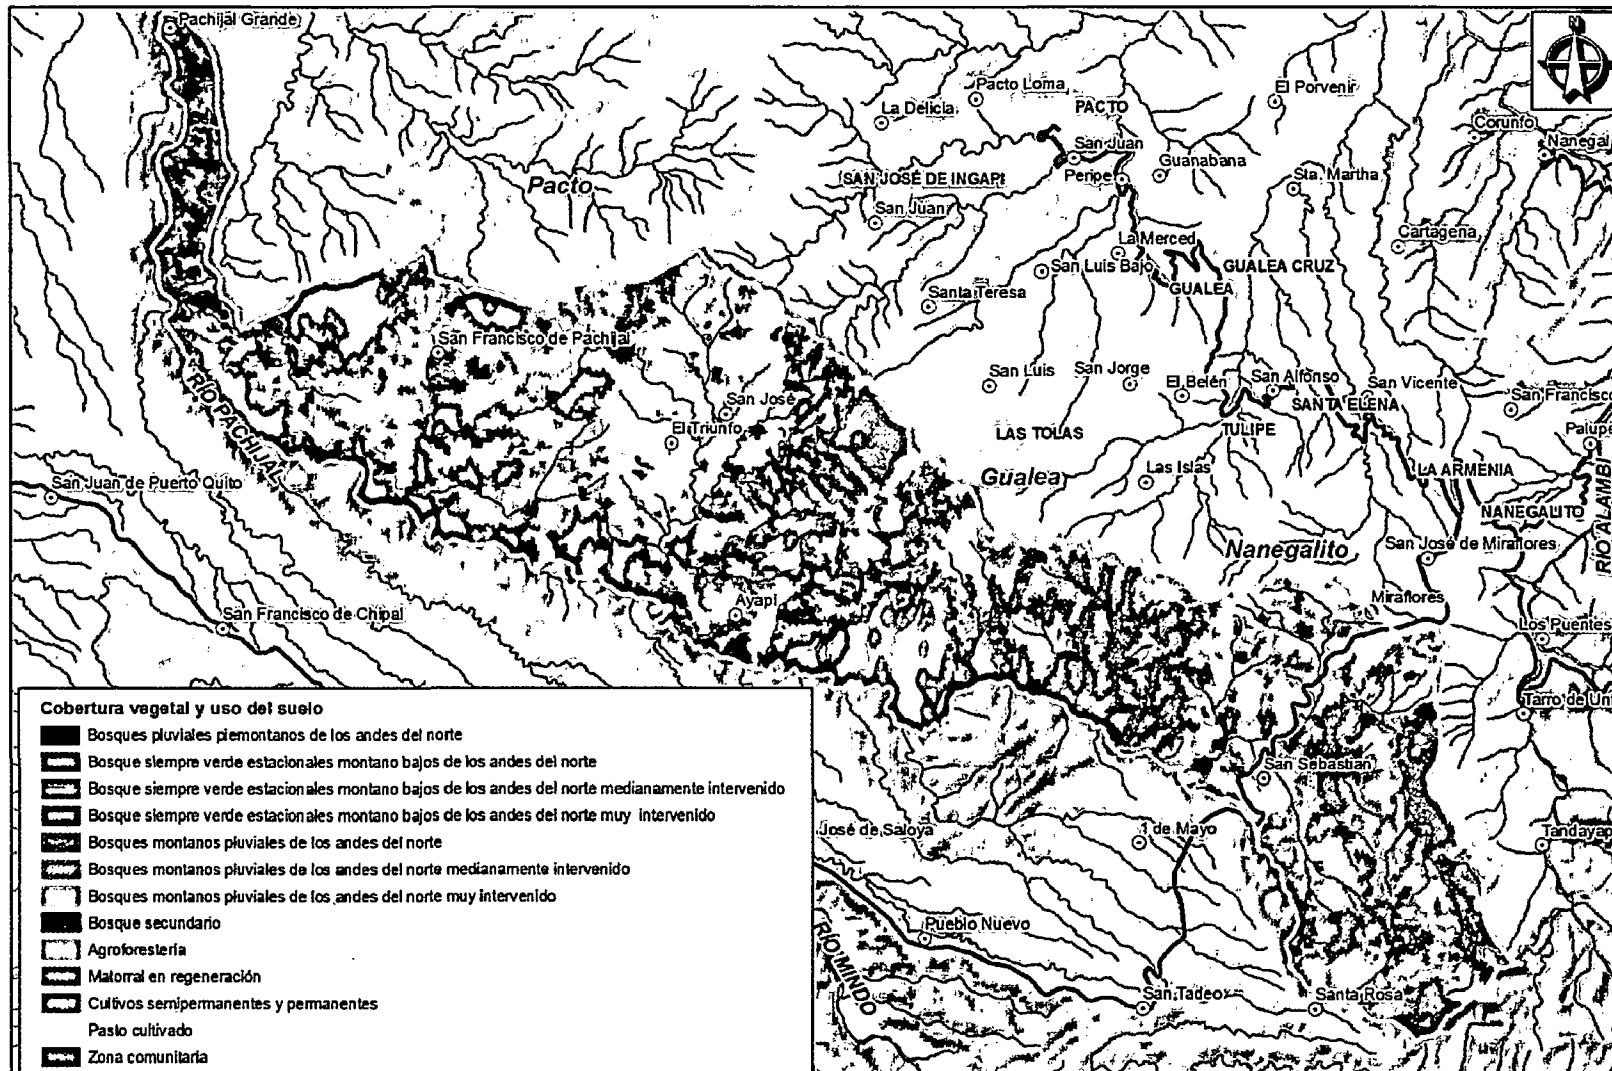 Pachijal Grande
N
Pacto Loma
El Porvenir
La Delicia
PACTO
Corunfo
San Juan
Nanegal
Guanabana
Pacto
SAN JOSÉ DE INGAPI
Peripe
Sta. Martha
San Juan
Cartagena
La Merced
San Luis Bajo
GUALEA CRUZ
GUALEA
Santa Teresa
San Francisco de Pachijal
San Luis
San Jorge
El Belén
San Alfonso
San Vicente
San José
SANTA ELENA
San Francisco
El Triunfo
LAS TOLAS
TULIPE
RÍO PACHIJAL
Gualea
Las Islas
LA ARMENIA
San Juan de Puerto Quito
NANEGALITO
RÍO ALAMBI
Nanegalito
San José de Miraflores
Ayapi
Miraflores
San Francisco de Chipal
Los Puentes
Tarro de Un
San Sebastian
José de Saloya
1 de Mayo
Tandayap
Pueblo Nuevo
RÍO MINDO
San Tadeo
Santa Rosa
Cobertura vegetal y uso del suelo
Bosques pluviales piemontanos de los andes del norte
Bosque siempre verde estacionales montano bajos de los andes del norte
Bosque siempre verde estacionales montano bajos de los andes del norte medianamente intervenido
Bosque siempre verde estacionales montano bajos de los andes del norte muy intervenido
Bosques montanos pluviales de los andes del norte
Bosques montanos pluviales de los andes del norte medianamente intervenido
Bosques montanos pluviales de los andes del norte muy intervenido
Bosque secundario
Agroforestería
Matorral en regeneración
Cultivos semipermanentes y permanentes
Pasto cultivado
Zona comunitaria